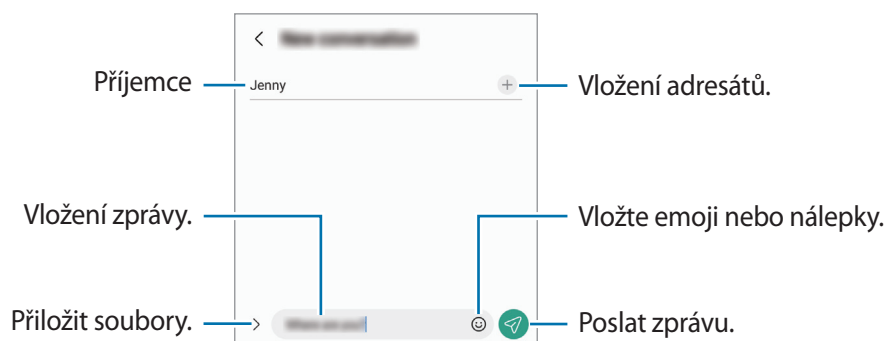 Příjemce
Jenny
Vložení adresátů.
Vložení zprávy.
Vložte emoji nebo nálepky.
Přiložit soubory.
Poslat zprávu.